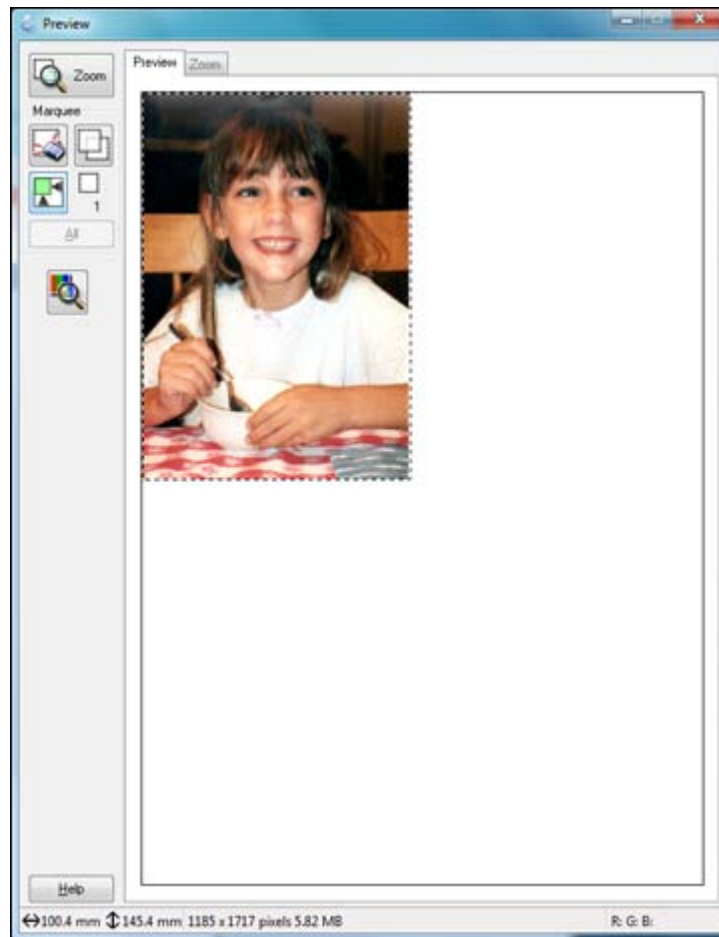 Preview
Zoom
Preview Zoom
Marquee
1
All
Help
100.4 mm 145.4 mm 1185 x 1717 pixels 5.82 MB R: G: B: